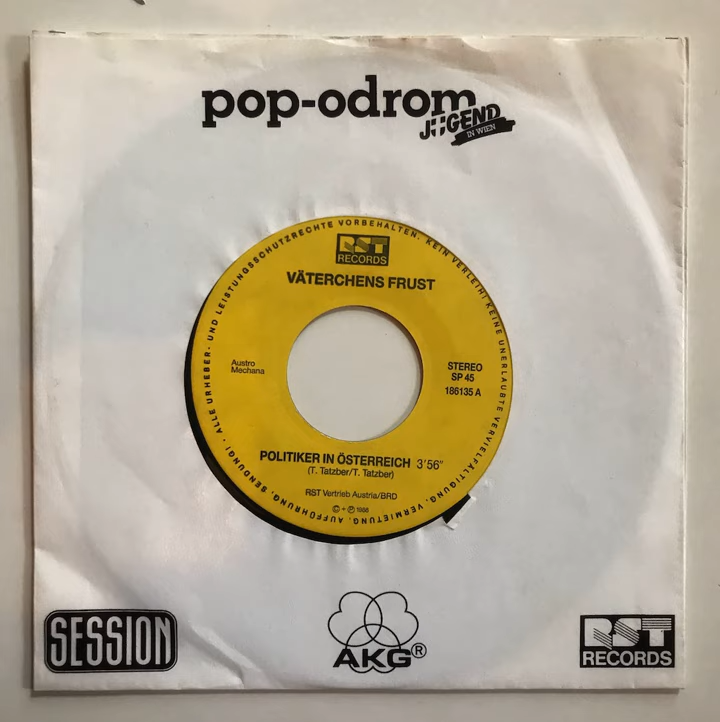 pop-odrom
JUGEND
IN WIEN
ALLE URHEBER- UND LEISTUNGSSCHUTZRECHTE VORBEHALTEN. KEIN VERLEIH! KEINE UNERLAUBTE VERVIELFÄLTIGUNG, VERMIETUNG, AUFFÜHRUNG, SENDUNG!
RST
RECORDS
VÄTERCHENS FRUST
Austro
Mechana
STEREO
SP 45
186135 A
POLITIKER IN ÖSTERREICH 3'56"
(T. Tatzber/T. Tatzber)
RST Vertrieb Austria/BRD
© + ℗ 1986
SESSION
AKG®
RST
RECORDS